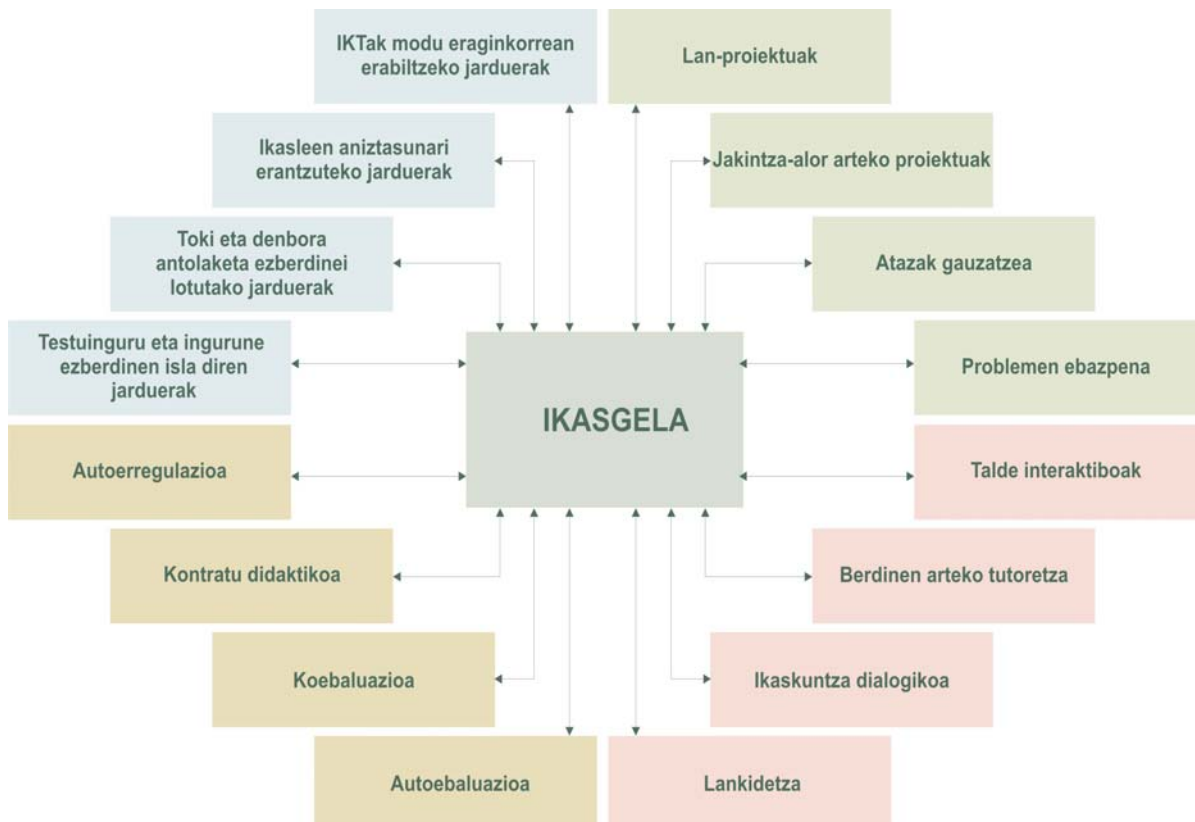 IKTak modu eraginkorrean
erabiltzeko jarduerak
Lan-proiektuak
Ikasleen aniztasunari
erantzuteko jarduerak
Jakintza-alor arteko proiektuak
Toki eta denbora
antolaketa ezberdinei
lotutako jarduerak
Atazak gauzatzea
Testuinguru eta ingurune
ezberdinen isla diren
jarduerak
Problemen ebazpena
IKASGELA
Autoerregulazioa
Talde interaktiboak
Kontratu didaktikoa
Berdinen arteko tutoretza
Koebaluazioa
Ikaskuntza dialogikoa
Autoebaluazioa
Lankidetza